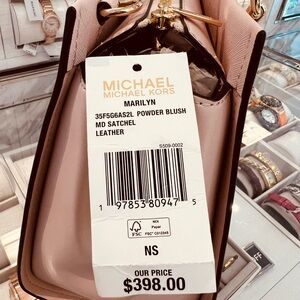 MICHAEL
MICHAEL KORS
MARILYN
35F5G6AS2L POWDER BLUSH
MD SATCHEL
LEATHER
S509-0002
1 97853 80947 5
FSC
MIX
Paper
NS
OUR PRICE
$398.00